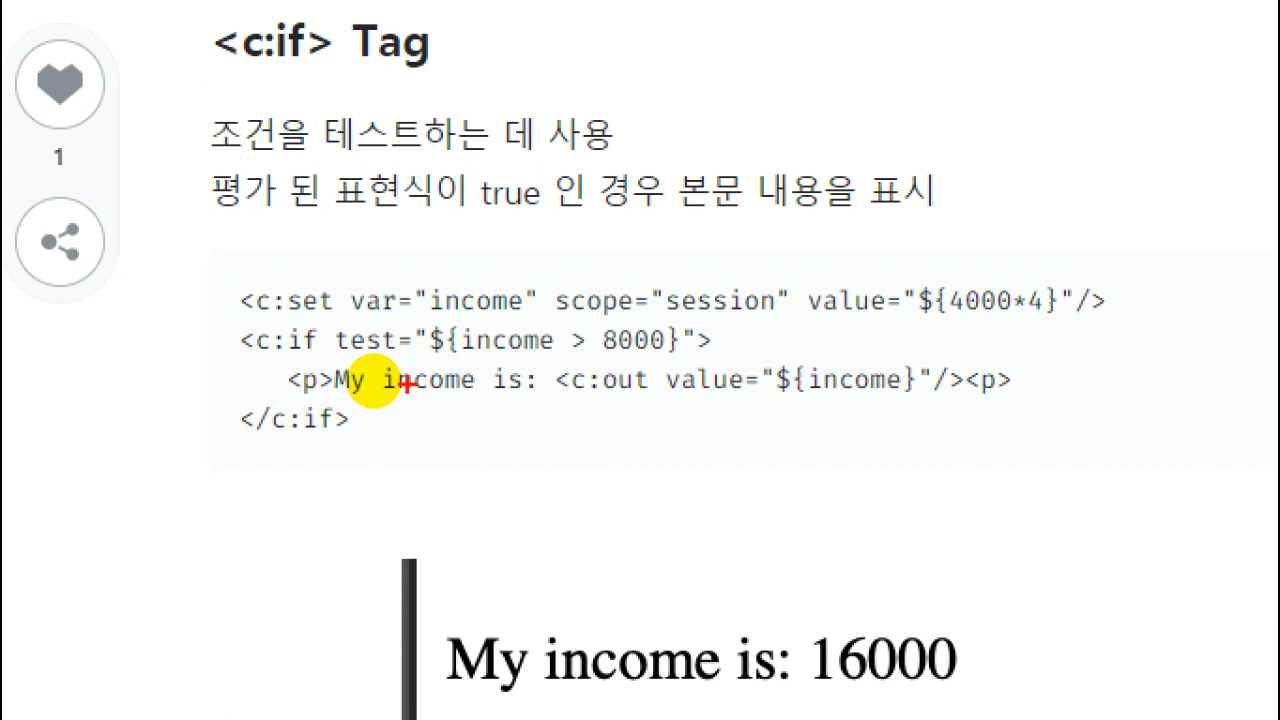 <c:if> Tag
1
조건을 테스트하는 데 사용
평가 된 표현식이 true 인 경우 본문 내용을 표시
<c:set var="income" scope="session" value="${4000*4}"/>
<c:if test="${income > 8000}">
<p>My income is: <c:out value="${income}"/><p>
</c:if>
My income is: 16000